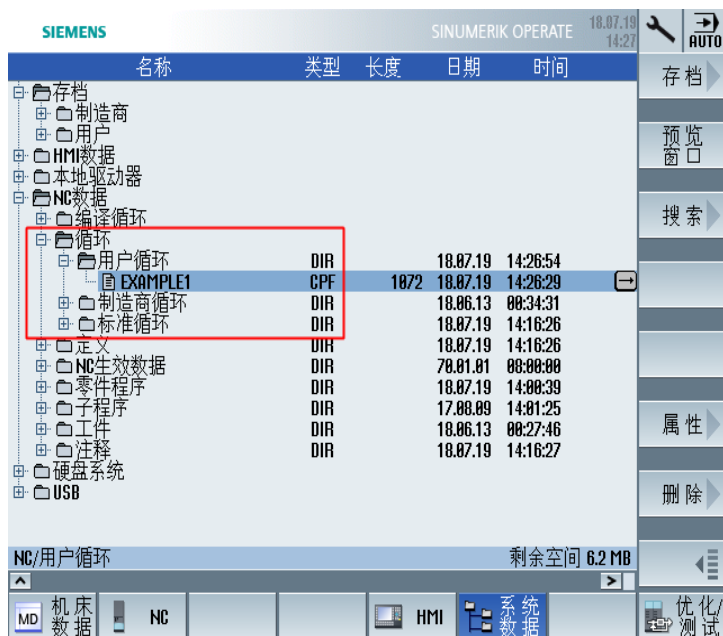 SIEMENS SINUMERIK OPERATE 18.07.19 14:27 AUTO
名称 类型 长度 日期 时间
存档
制造商
用户
HMI数据
本地驱动器
NC数据
编译循环
循环
用户循环 DIR 18.07.19 14:26:54
EXAMPLE1 CPF 1072 18.07.19 14:26:29
制造商循环 DIR 18.06.13 00:34:31
标准循环 DIR 18.07.19 14:16:26
定义 DIR 18.07.19 14:16:26
NC生效数据 DIR 70.01.01 08:00:00
零件程序 DIR 18.07.19 14:00:39
子程序 DIR 17.08.09 14:01:25
工件 DIR 18.06.13 00:27:46
注释 DIR 18.07.19 14:16:27
硬盘系统
USB
NC/用户循环 剩余空间 6.2 MB
存档
预览
窗口
搜索
属性
删除
MD 机床
数据
NC
HMI
系统
数据
优化/
测试